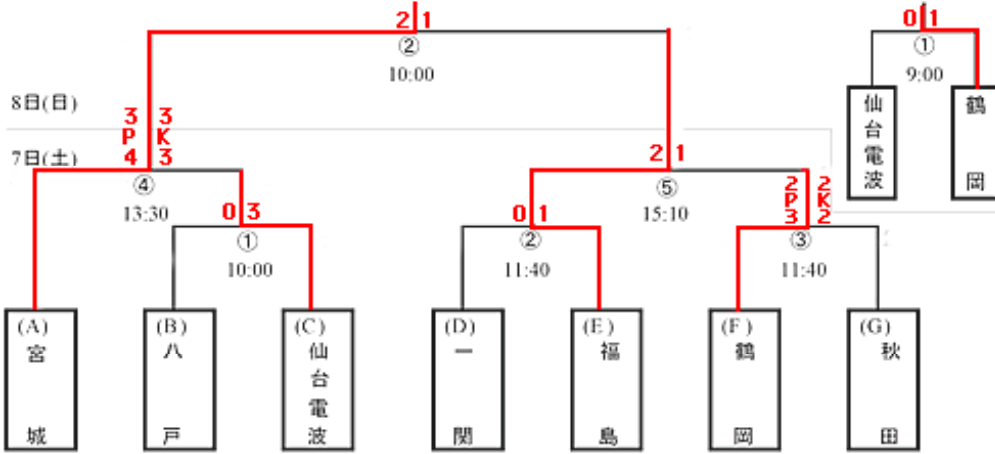 2 1
②
10:00
0 1
①
9:00
仙台電波
鶴岡
8日(日)
7日(土)
3 3
P K
4 3
④
13:30
2 1
⑤
15:10
0 3
①
10:00
0 1
②
11:40
2 2
P K
3 2
③
11:40
(A)
宮城
(B)
八戸
(C)
仙台電波
(D)
一関
(E)
福島
(F)
鶴岡
(G)
秋田